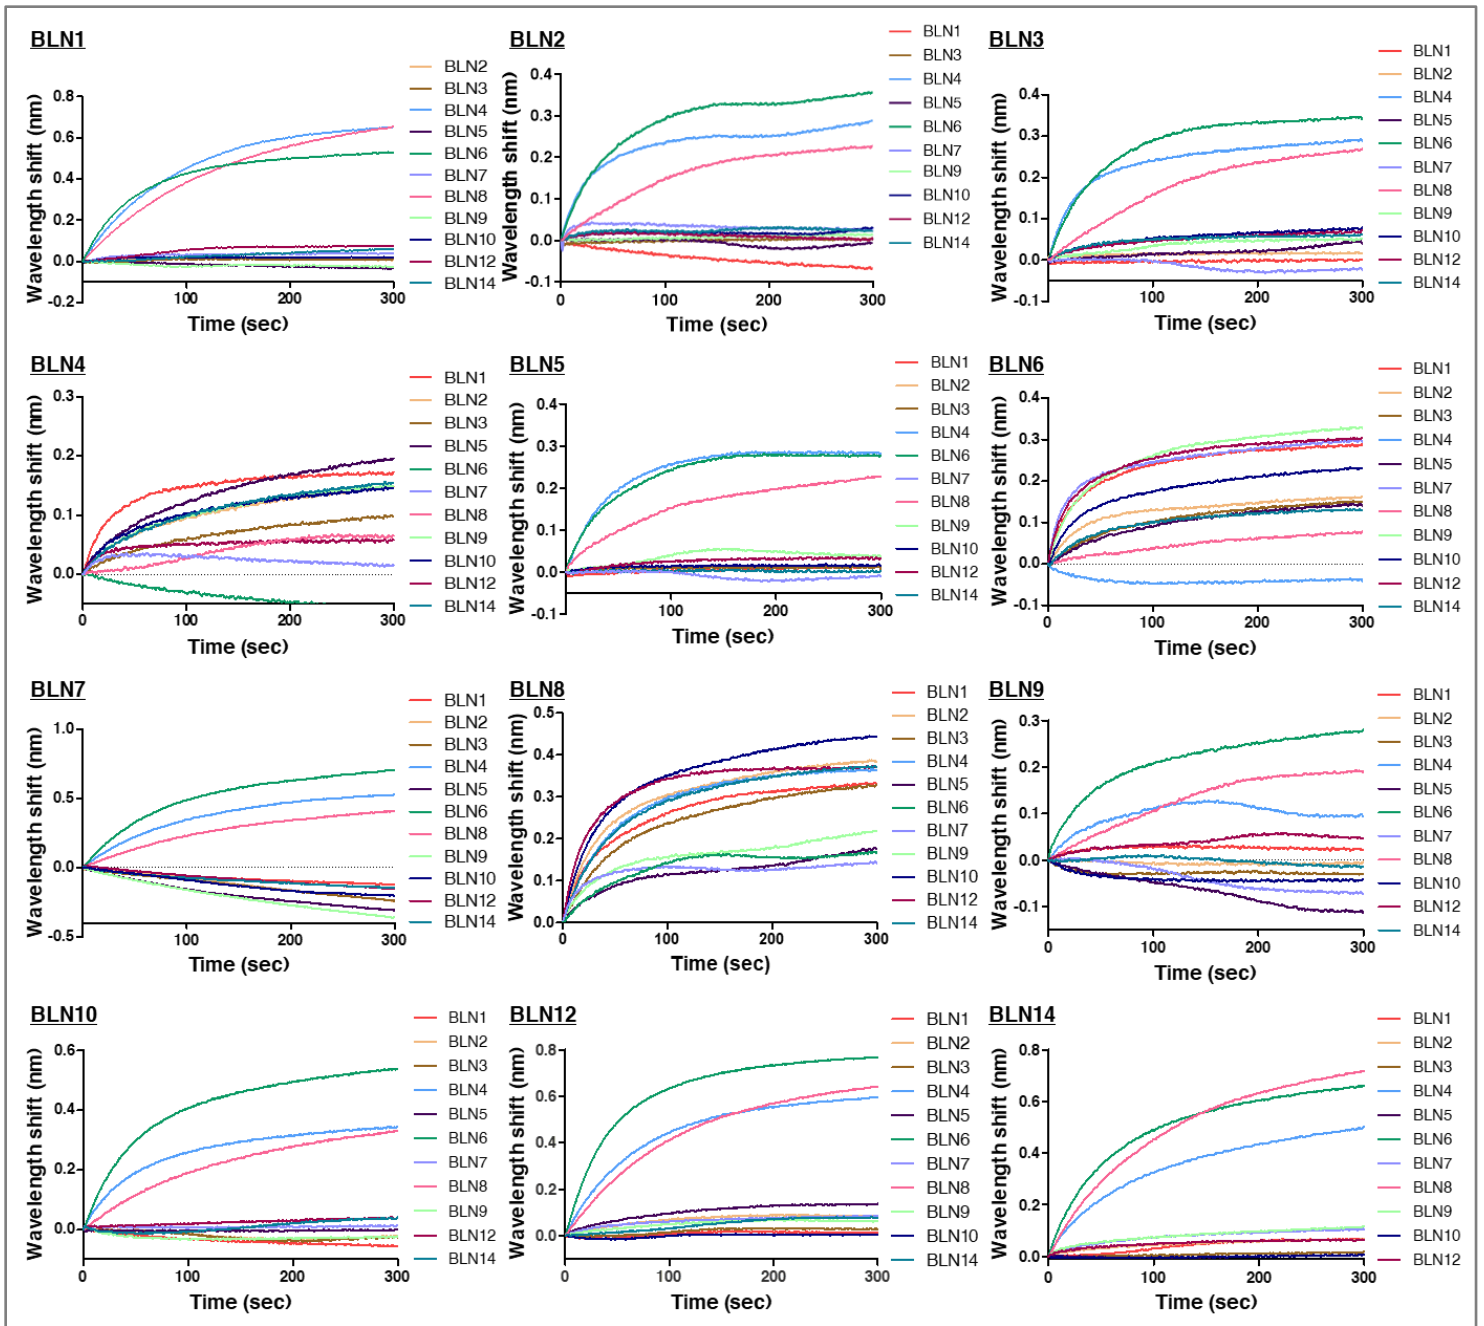 BLN1
Wavelength shift (nm)
0.8
0.6
0.4
0.2
0.0
-0.2
100
200
300
Time (sec)
BLN2
BLN3
BLN4
BLN5
BLN6
BLN7
BLN8
BLN9
BLN10
BLN12
BLN14
BLN2
Wavelength shift (nm)
0.4
0.3
0.2
0.1
0.0
-0.1
0
100
200
300
Time (sec)
BLN1
BLN3
BLN4
BLN5
BLN6
BLN7
BLN9
BLN10
BLN12
BLN14
BLN3
Wavelength shift (nm)
0.4
0.3
0.2
0.1
0.0
-0.1
100
200
300
Time (sec)
BLN1
BLN2
BLN4
BLN5
BLN6
BLN7
BLN8
BLN9
BLN10
BLN12
BLN14
BLN4
Wavelength shift (nm)
0.3
0.2
0.1
0.0
0
100
200
300
Time (sec)
BLN1
BLN2
BLN3
BLN5
BLN6
BLN7
BLN8
BLN9
BLN10
BLN12
BLN14
BLN5
Wavelength shift (nm)
0.4
0.3
0.2
0.1
0.0
-0.1
100
200
300
Time (sec)
BLN1
BLN2
BLN3
BLN4
BLN6
BLN7
BLN8
BLN9
BLN10
BLN12
BLN14
BLN6
Wavelength shift (nm)
0.4
0.3
0.2
0.1
0.0
-0.1
0
100
200
300
Time (sec)
BLN1
BLN2
BLN3
BLN4
BLN5
BLN7
BLN8
BLN9
BLN10
BLN12
BLN14
BLN7
Wavelength shift (nm)
1.0
0.5
0.0
-0.5
100
200
300
Time (sec)
BLN1
BLN2
BLN3
BLN4
BLN5
BLN6
BLN8
BLN9
BLN10
BLN12
BLN14
BLN8
Wavelength shift (nm)
0.5
0.4
0.3
0.2
0.1
0.0
0
100
200
300
Time (sec)
BLN1
BLN2
BLN3
BLN4
BLN5
BLN6
BLN7
BLN9
BLN10
BLN12
BLN14
BLN9
Wavelength shift (nm)
0.3
0.2
0.1
0.0
-0.1
0
100
200
300
Time (sec)
BLN1
BLN2
BLN3
BLN4
BLN5
BLN6
BLN7
BLN8
BLN10
BLN12
BLN14
BLN10
Wavelength shift (nm)
0.6
0.4
0.2
0.0
0
100
200
300
Time (sec)
BLN1
BLN2
BLN3
BLN4
BLN5
BLN6
BLN7
BLN8
BLN9
BLN12
BLN14
BLN12
Wavelength shift (nm)
0.8
0.6
0.4
0.2
0.0
0
100
200
300
Time (sec)
BLN1
BLN2
BLN3
BLN4
BLN5
BLN6
BLN7
BLN8
BLN9
BLN10
BLN14
BLN14
Wavelength shift (nm)
0.8
0.6
0.4
0.2
0.0
0
100
200
300
Time (sec)
BLN1
BLN2
BLN3
BLN4
BLN5
BLN6
BLN7
BLN8
BLN9
BLN10
BLN12